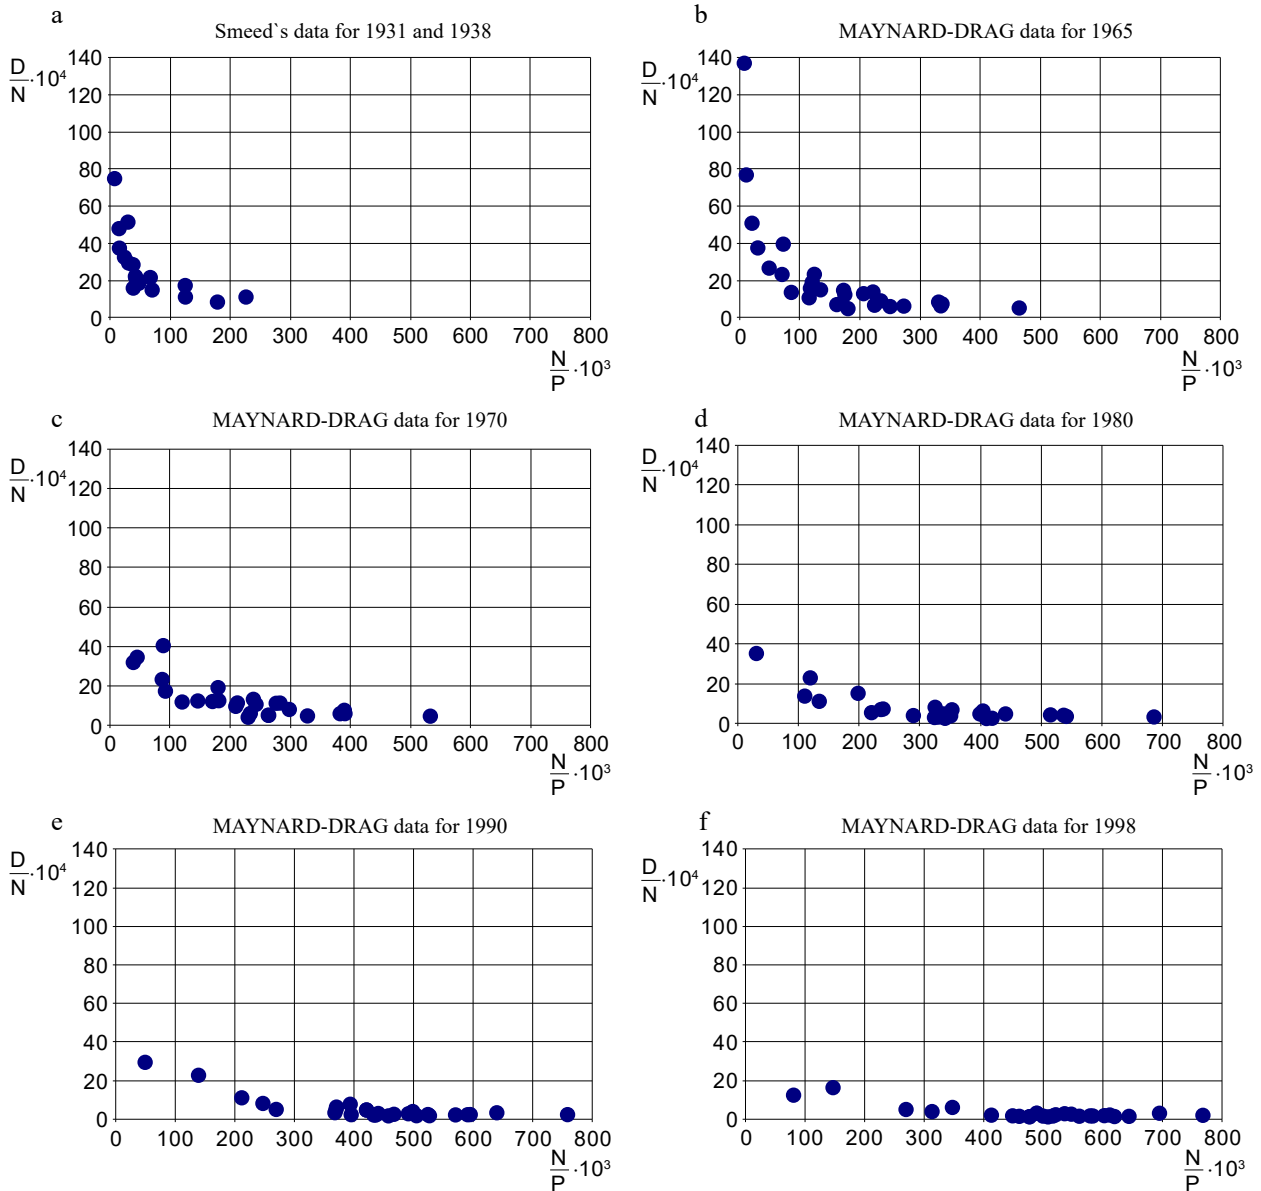 a
Smeed`s data for 1931 and 1938
D/N ·10⁴
140
120
100
80
60
40
20
0
0 100 200 300 400 500 600 700 800
N/P ·10³
b
MAYNARD-DRAG data for 1965
D/N ·10⁴
140
120
100
80
60
40
20
0
0 100 200 300 400 500 600 700 800
N/P ·10³
c
MAYNARD-DRAG data for 1970
D/N ·10⁴
140
120
100
80
60
40
20
0
0 100 200 300 400 500 600 700 800
N/P ·10³
d
MAYNARD-DRAG data for 1980
D/N ·10⁴
140
120
100
80
60
40
20
0
0 100 200 300 400 500 600 700 800
N/P ·10³
e
MAYNARD-DRAG data for 1990
D/N ·10⁴
140
120
100
80
60
40
20
0
0 100 200 300 400 500 600 700 800
N/P ·10³
f
MAYNARD-DRAG data for 1998
D/N ·10⁴
140
120
100
80
60
40
20
0
0 100 200 300 400 500 600 700 800
N/P ·10³